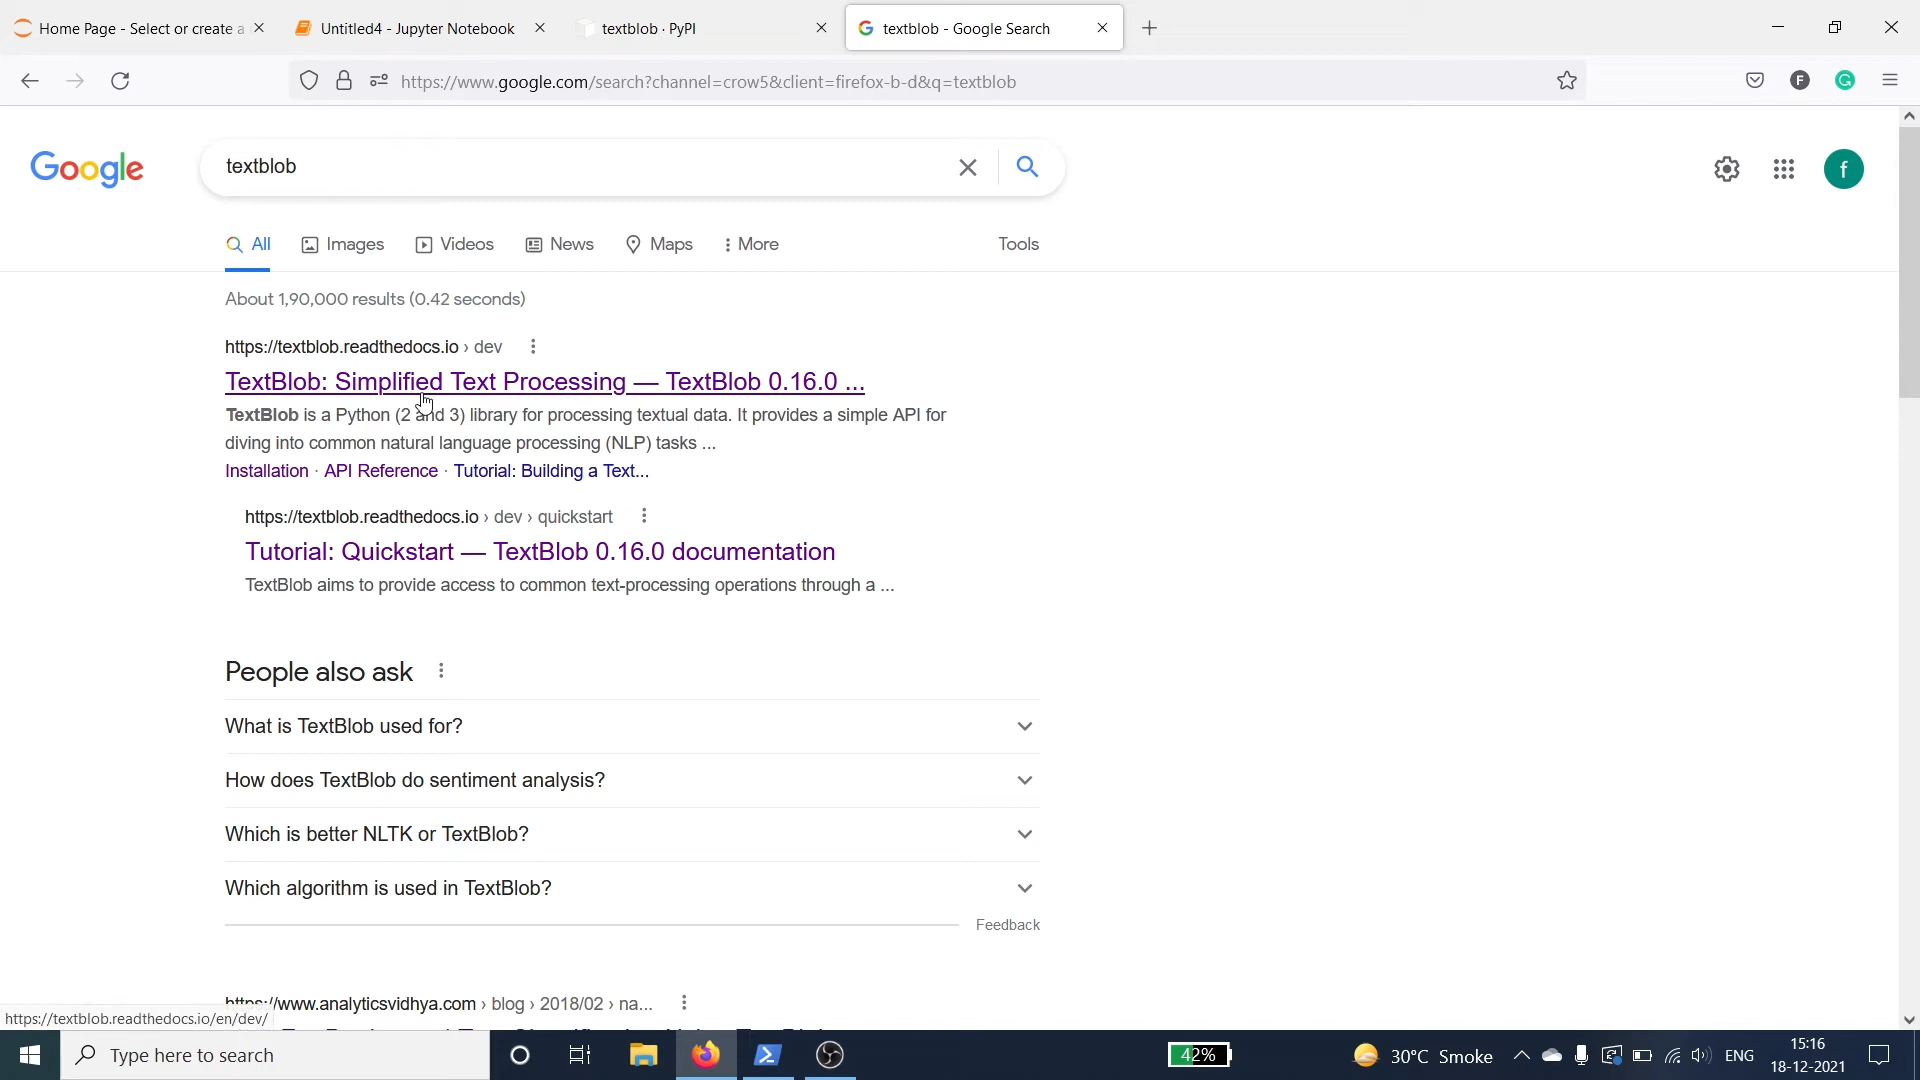 Home Page - Select or create a
Untitled4 - Jupyter Notebook
textblob · PyPI
textblob - Google Search
https://www.google.com/search?channel=crow5&client=firefox-b-d&q=textblob
F
G
Google
textblob
f
All
Images
Videos
News
Maps
More
Tools
About 1,90,000 results (0.42 seconds)
https://textblob.readthedocs.io › dev
TextBlob: Simplified Text Processing — TextBlob 0.16.0 ...
TextBlob is a Python (2 and 3) library for processing textual data. It provides a simple API for
diving into common natural language processing (NLP) tasks ...
Installation · API Reference · Tutorial: Building a Text...
https://textblob.readthedocs.io › dev › quickstart
Tutorial: Quickstart — TextBlob 0.16.0 documentation
TextBlob aims to provide access to common text-processing operations through a ...
People also ask
What is TextBlob used for?
How does TextBlob do sentiment analysis?
Which is better NLTK or TextBlob?
Which algorithm is used in TextBlob?
Feedback
https://www.analyticsvidhya.com › blog › 2018/02 › na...
https://textblob.readthedocs.io/en/dev/
Type here to search
42%
30°C Smoke
ENG
15:16
18-12-2021